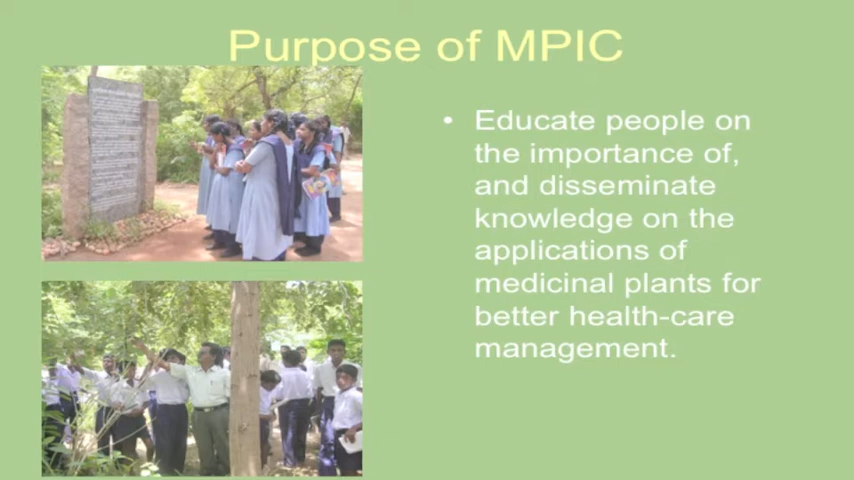 Purpose of MPIC
• Educate people on
the importance of,
and disseminate
knowledge on the
applications of
medicinal plants for
better health-care
management.